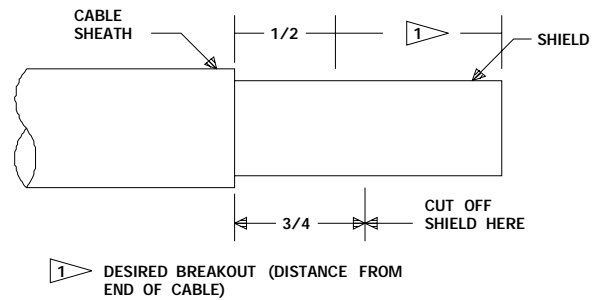 CABLE
SHEATH
1/2
1
SHIELD
3/4
CUT OFF
SHIELD HERE
1 DESIRED BREAKOUT (DISTANCE FROM
END OF CABLE)